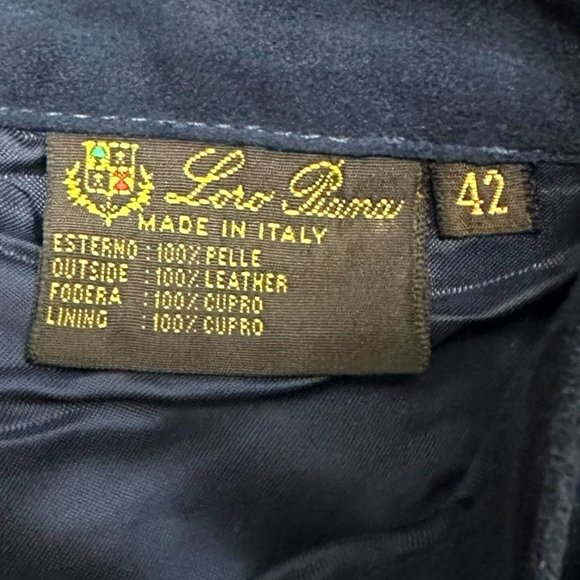 Loro Piana
42
MADE IN ITALY
ESTERNO :100% PELLE
OUTSIDE :100% LEATHER
FODERA :100% CUPRO
LINING :100% CUPRO